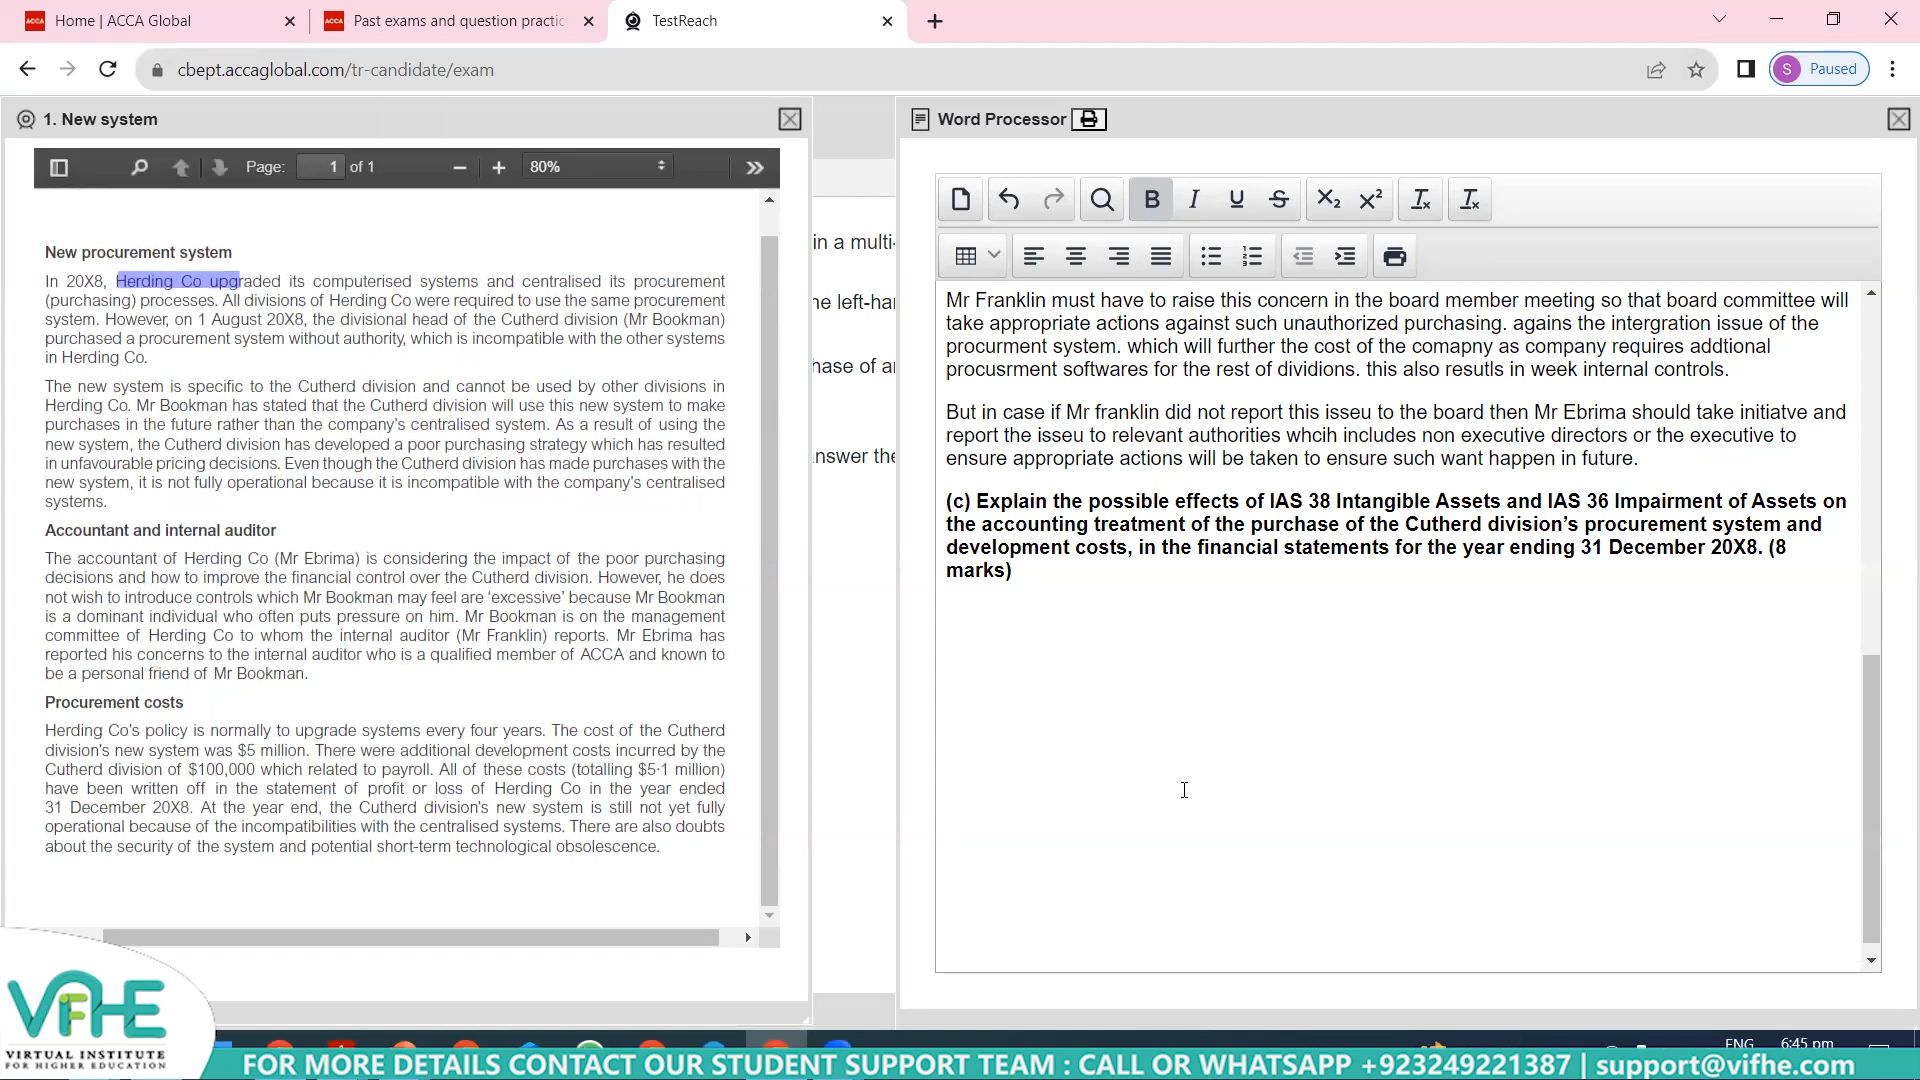 Home | ACCA Global
Past exams and question practic
TestReach
cbept.accaglobal.com/tr-candidate/exam
S Paused
1. New system
Page: 1 of 1
80%
New procurement system
In 20X8, Herding Co upgraded its computerised systems and centralised its procurement
(purchasing) processes. All divisions of Herding Co were required to use the same procurement
system. However, on 1 August 20X8, the divisional head of the Cutherd division (Mr Bookman)
purchased a procurement system without authority, which is incompatible with the other systems
in Herding Co.
The new system is specific to the Cutherd division and cannot be used by other divisions in
Herding Co. Mr Bookman has stated that the Cutherd division will use this new system to make
purchases in the future rather than the company's centralised system. As a result of using the
new system, the Cutherd division has developed a poor purchasing strategy which has resulted
in unfavourable pricing decisions. Even though the Cutherd division has made purchases with the
new system, it is not fully operational because it is incompatible with the company's centralised
systems.
Accountant and internal auditor
The accountant of Herding Co (Mr Ebrima) is considering the impact of the poor purchasing
decisions and how to improve the financial control over the Cutherd division. However, he does
not wish to introduce controls which Mr Bookman may feel are 'excessive' because Mr Bookman
is a dominant individual who often puts pressure on him. Mr Bookman is on the management
committee of Herding Co to whom the internal auditor (Mr Franklin) reports. Mr Ebrima has
reported his concerns to the internal auditor who is a qualified member of ACCA and known to
be a personal friend of Mr Bookman.
Procurement costs
Herding Co's policy is normally to upgrade systems every four years. The cost of the Cutherd
division's new system was $5 million. There were additional development costs incurred by the
Cutherd division of $100,000 which related to payroll. All of these costs (totalling $5·1 million)
have been written off in the statement of profit or loss of Herding Co in the year ended
31 December 20X8. At the year end, the Cutherd division's new system is still not yet fully
operational because of the incompatibilities with the centralised systems. There are also doubts
about the security of the system and potential short-term technological obsolescence.
in a multi-
ne left-har
hase of ar
nswer the
Word Processor
Mr Franklin must have to raise this concern in the board member meeting so that board committee will
take appropriate actions against such unauthorized purchasing. agains the intergration issue of the
procurment system. which will further the cost of the comapny as company requires addtional
procusrment softwares for the rest of dividions. this also resutls in week internal controls.
But in case if Mr franklin did not report this isseu to the board then Mr Ebrima should take initiatve and
report the isseu to relevant authorities whcih includes non executive directors or the executive to
ensure appropriate actions will be taken to ensure such want happen in future.
(c) Explain the possible effects of IAS 38 Intangible Assets and IAS 36 Impairment of Assets on
the accounting treatment of the purchase of the Cutherd division's procurement system and
development costs, in the financial statements for the year ending 31 December 20X8. (8
marks)
ENG
6:45 pm
VIFHE
VIRTUAL INSTITUTE
FOR HIGHER EDUCATION
FOR MORE DETAILS CONTACT OUR STUDENT SUPPORT TEAM : CALL OR WHATSAPP +923249221387 | support@vifhe.com